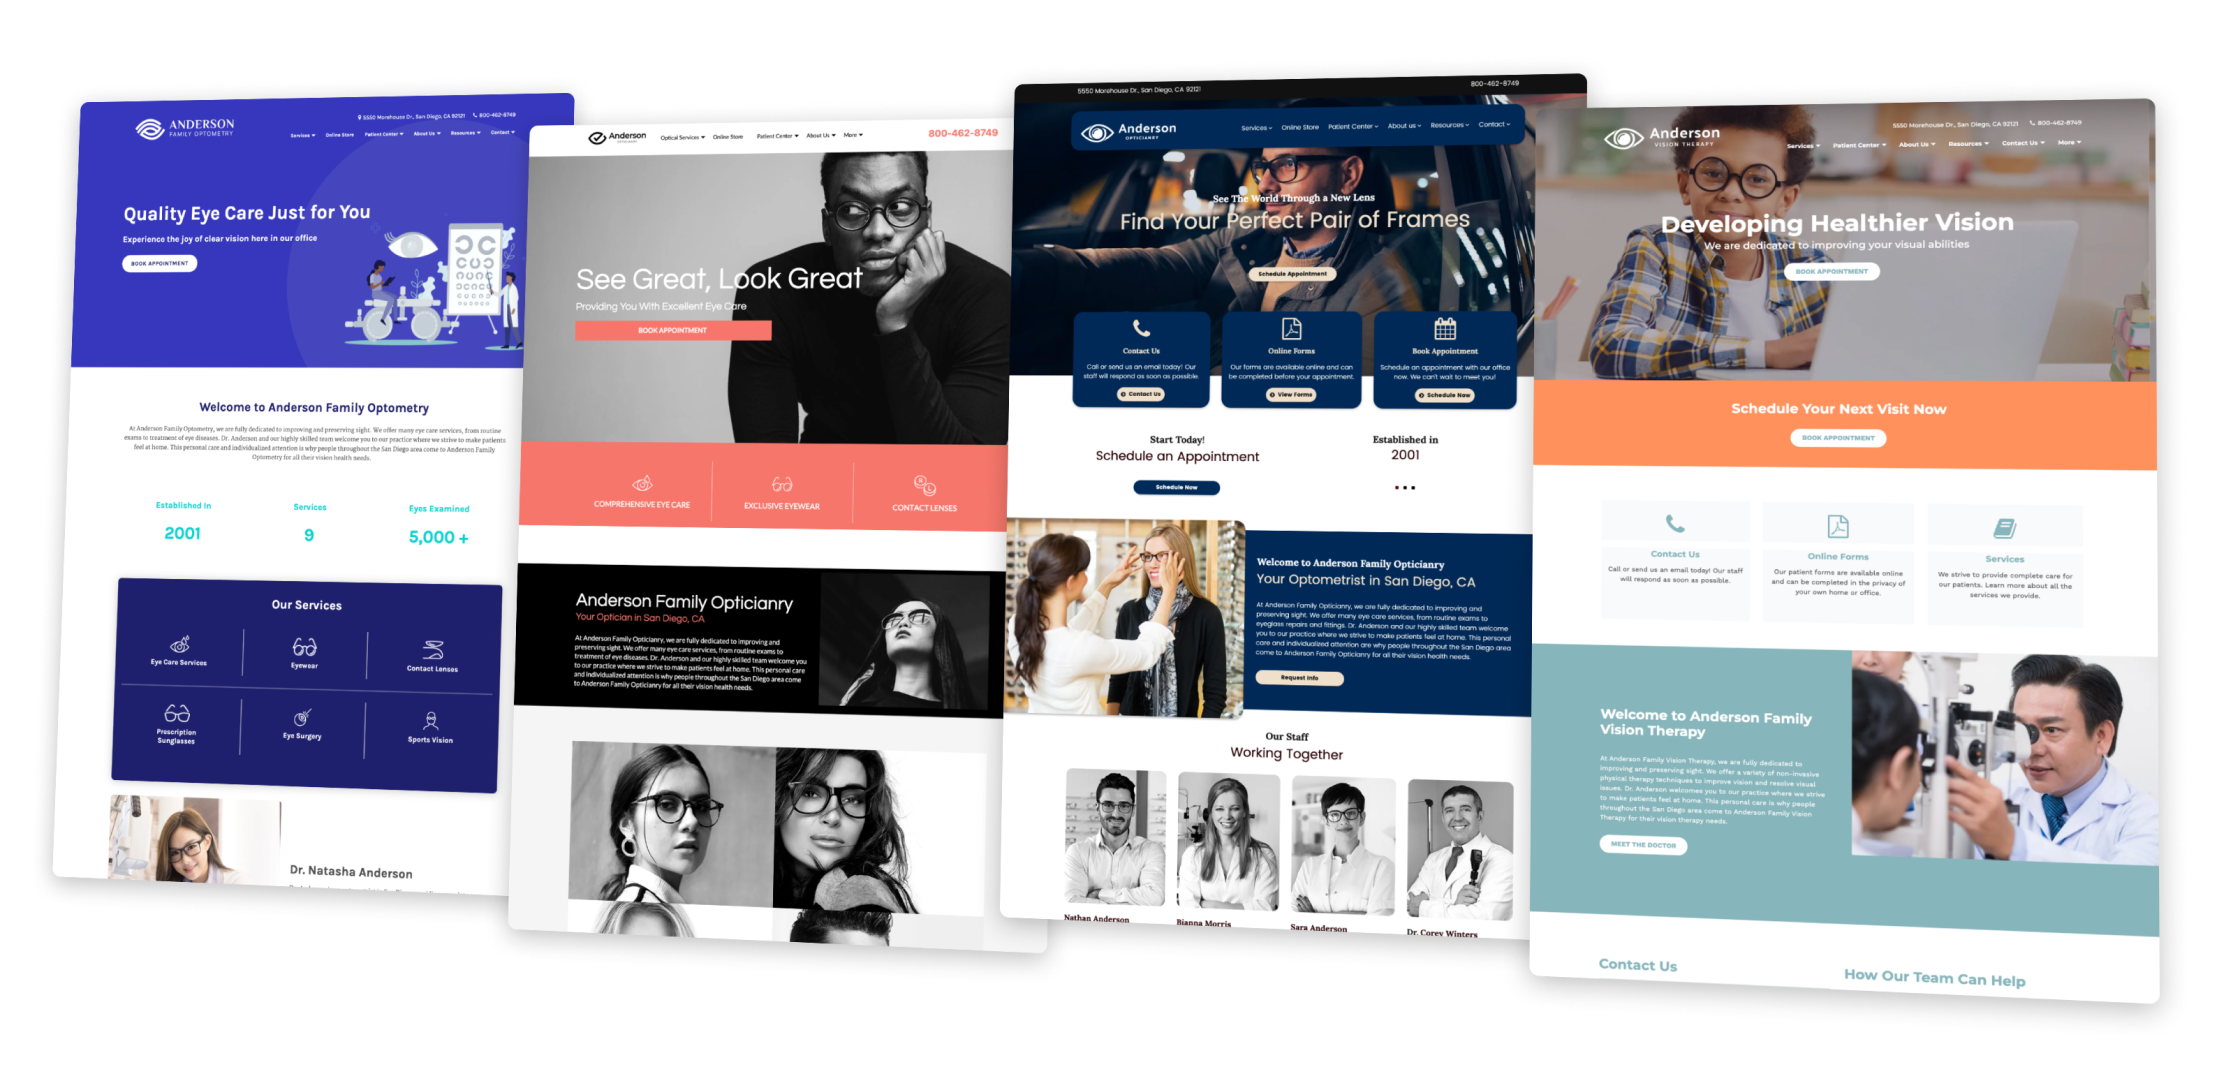 ANDERSON
FAMILY OPTOMETRY
5550 Morehouse Dr., San Diego, CA 92121 800-462-8749
Services Online Store Patient Center About Us Resources Contact
Quality Eye Care Just for You
Experience the joy of clear vision here in our office
BOOK APPOINTMENT
Welcome to Anderson Family Optometry
At Anderson Family Optometry, we are fully dedicated to improving and preserving sight. We offer many eye care services, from routine
exams to treatment of eye diseases. Dr. Anderson and our highly skilled team welcome you to our practice where we strive to make patients
feel at home. This personal care and individualized attention is why people throughout the San Diego area come to Anderson Family
Optometry for all their vision health needs.
Established In
2001
Services
9
Eyes Examined
5,000 +
Our Services
Eye Care Services
Eyewear
Contact Lenses
Prescription
Sunglasses
Eye Surgery
Sports Vision
Dr. Natasha Anderson
Anderson
OPTICIANRY
Optical Services Online Store Patient Center About Us More
800-462-8749
See Great, Look Great
Providing You With Excellent Eye Care
BOOK APPOINTMENT
COMPREHENSIVE EYE CARE
EXCLUSIVE EYEWEAR
CONTACT LENSES
Anderson Family Opticianry
Your Optician in San Diego, CA
At Anderson Family Opticianry, we are fully dedicated to improving and
preserving sight. We offer many eye care services, from routine exams to
treatment of eye diseases. Dr. Anderson and our highly skilled team welcome you
to our practice where we strive to make patients feel at home. This personal care
and individualized attention is why people throughout the San Diego area come
to Anderson Family Opticianry for all their vision health needs.
5550 Morehouse Dr., San Diego, CA 92121
800-462-8749
Anderson
OPTICIANRY
Services Online Store Patient Center About us Resources Contact
See The World Through a New Lens
Find Your Perfect Pair of Frames
Schedule Appointment
Contact Us
Call or send us an email today! Our
staff will respond as soon as possible.
Contact Us
Online Forms
Our forms are available online and can
be completed before your appointment.
View Forms
Book Appointment
Schedule an appointment with our office
now. We can't wait to meet you!
Schedule Now
Start Today!
Schedule an Appointment
Schedule Now
Established in
2001
Welcome to Anderson Family Opticianry
Your Optometrist in San Diego, CA
At Anderson Family Opticianry, we are fully dedicated to improving and
preserving sight. We offer many eye care services, from routine exams to
eyeglass repairs and fittings. Dr. Anderson and our highly skilled team welcome
you to our practice where we strive to make patients feel at home. This personal
care and individualized attention are why people throughout the San Diego area
come to Anderson Family Opticianry for all their vision health needs.
Request Info
Our Staff
Working Together
Nathan Anderson
Bianna Morris
Sara Anderson
Dr. Corey Winters
Anderson
VISION THERAPY
5550 Morehouse Dr., San Diego, CA 92121 800-462-8749
Services Patient Center About Us Resources Contact Us More
Developing Healthier Vision
We are dedicated to improving your visual abilities
BOOK APPOINTMENT
Schedule Your Next Visit Now
BOOK APPOINTMENT
Contact Us
Call or send us an email today! Our staff
will respond as soon as possible.
Online Forms
Our patient forms are available online
and can be completed in the privacy of
your own home or office.
Services
We strive to provide complete care for
our patients. Learn more about all the
services we provide.
Welcome to Anderson Family
Vision Therapy
At Anderson Family Vision Therapy, we are fully dedicated to
improving and preserving sight. We offer a variety of non-invasive
physical therapy techniques to improve vision and resolve visual
issues. Dr. Anderson welcomes you to our practice where we strive
to make patients feel at home. This personal care is why people
throughout the San Diego area come to Anderson Family Vision
Therapy for their vision therapy needs.
MEET THE DOCTOR
Contact Us
How Our Team Can Help